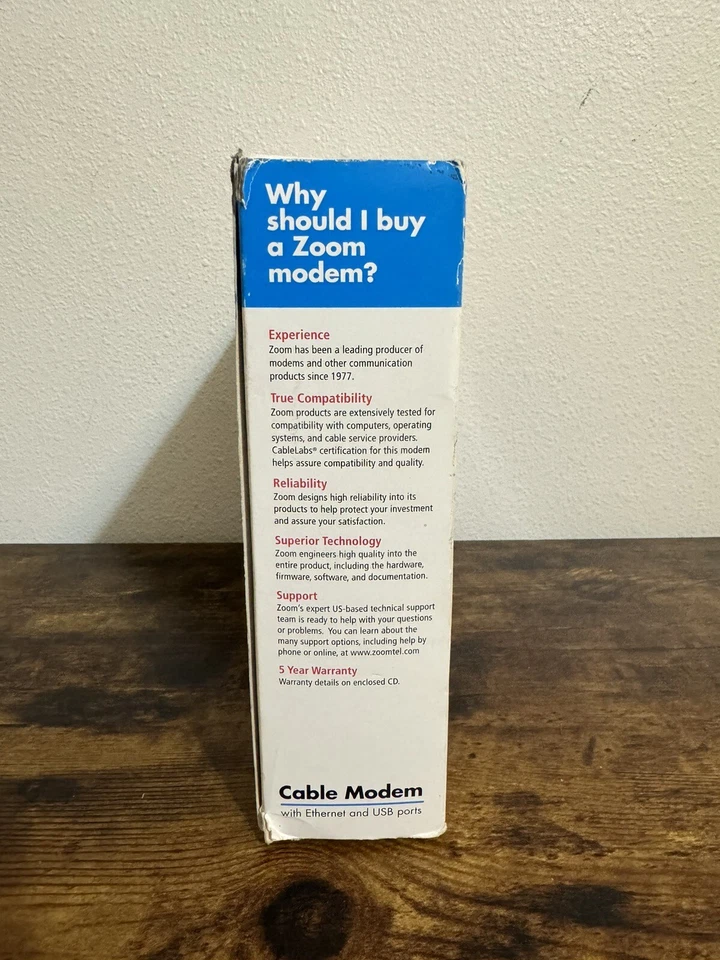 Why
should I buy
a Zoom
modem?
Experience
Zoom has been a leading producer of
modems and other communication
products since 1977.
True Compatibility
Zoom products are extensively tested for
compatibility with computers, operating
systems, and cable service providers.
CableLabs® certification for this modem
helps assure compatibility and quality.
Reliability
Zoom designs high reliability into its
products to help protect your investment
and assure your satisfaction.
Superior Technology
Zoom engineers high quality into the
entire product, including the hardware,
firmware, software, and documentation.
Support
Zoom's expert US-based technical support
team is ready to help with your questions
or problems. You can learn about the
many support options, including help by
phone or online, at www.zoomtel.com
5 Year Warranty
Warranty details on enclosed CD.
Cable Modem
with Ethernet and USB ports